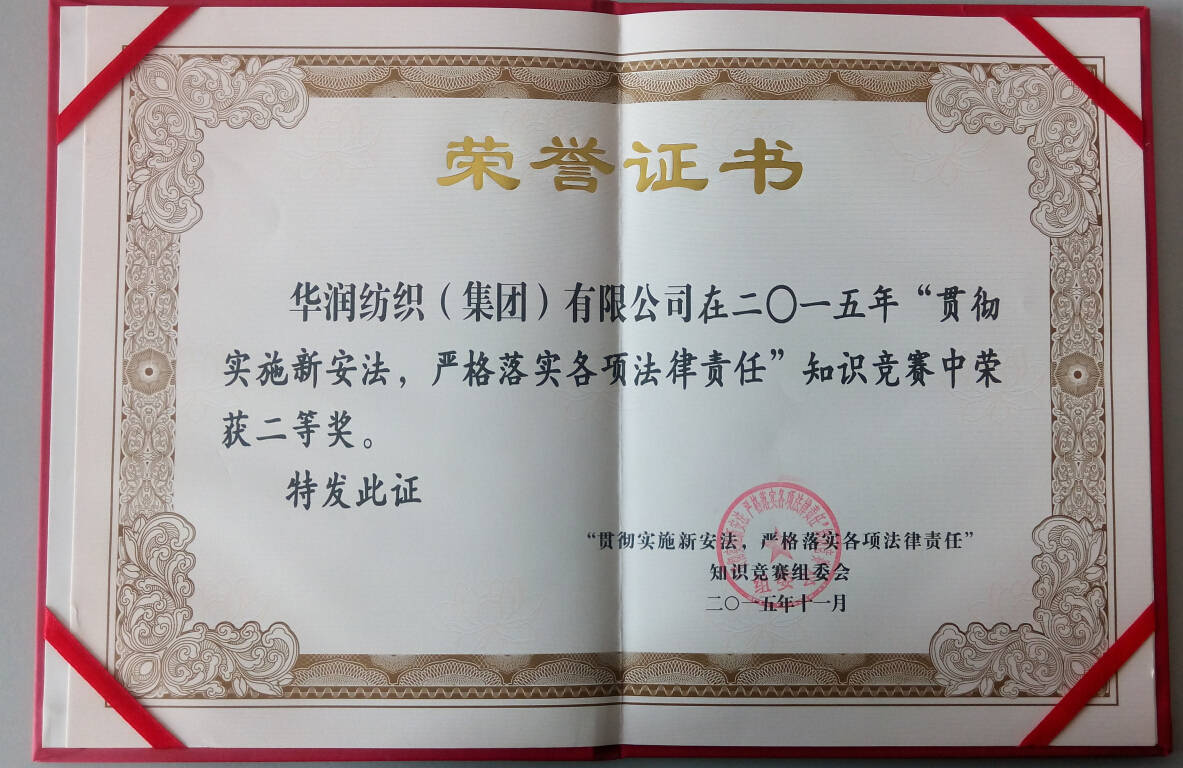 荣誉证书
华润纺织（集团）有限公司在二〇一五年“贯彻
实施新安法，严格落实各项法律责任”知识竞赛中荣
获二等奖。
特发此证
“贯彻实施新安法，严格落实各项法律责任”
知识竞赛组委会
二〇一五年十一月
组委会